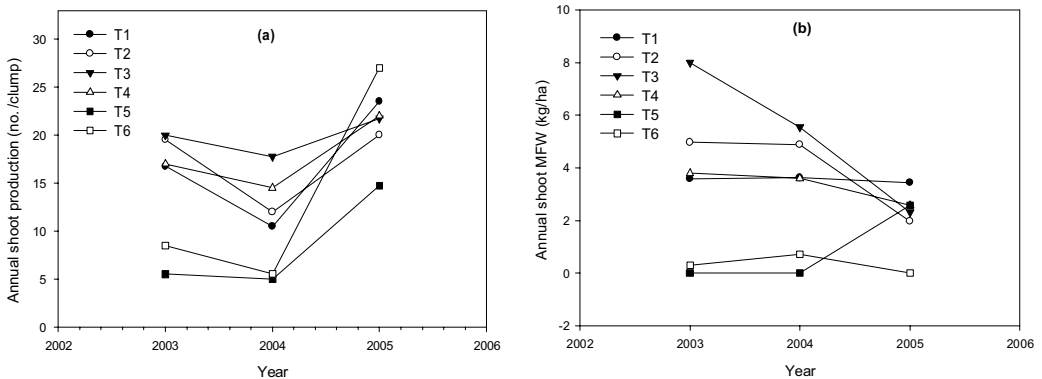 (a)
T1
T2
T3
T4
T5
T6
Annual shoot production (no./clump)
30
25
20
15
10
5
0
2002 2003 2004 2005 2006
Year
(b)
T1
T2
T3
T4
T5
T6
Annual shoot MFW (kg/ha)
10
8
6
4
2
0
-2
2002 2003 2004 2005 2006
Year